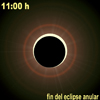 11:00 h
fin del eclipse anular